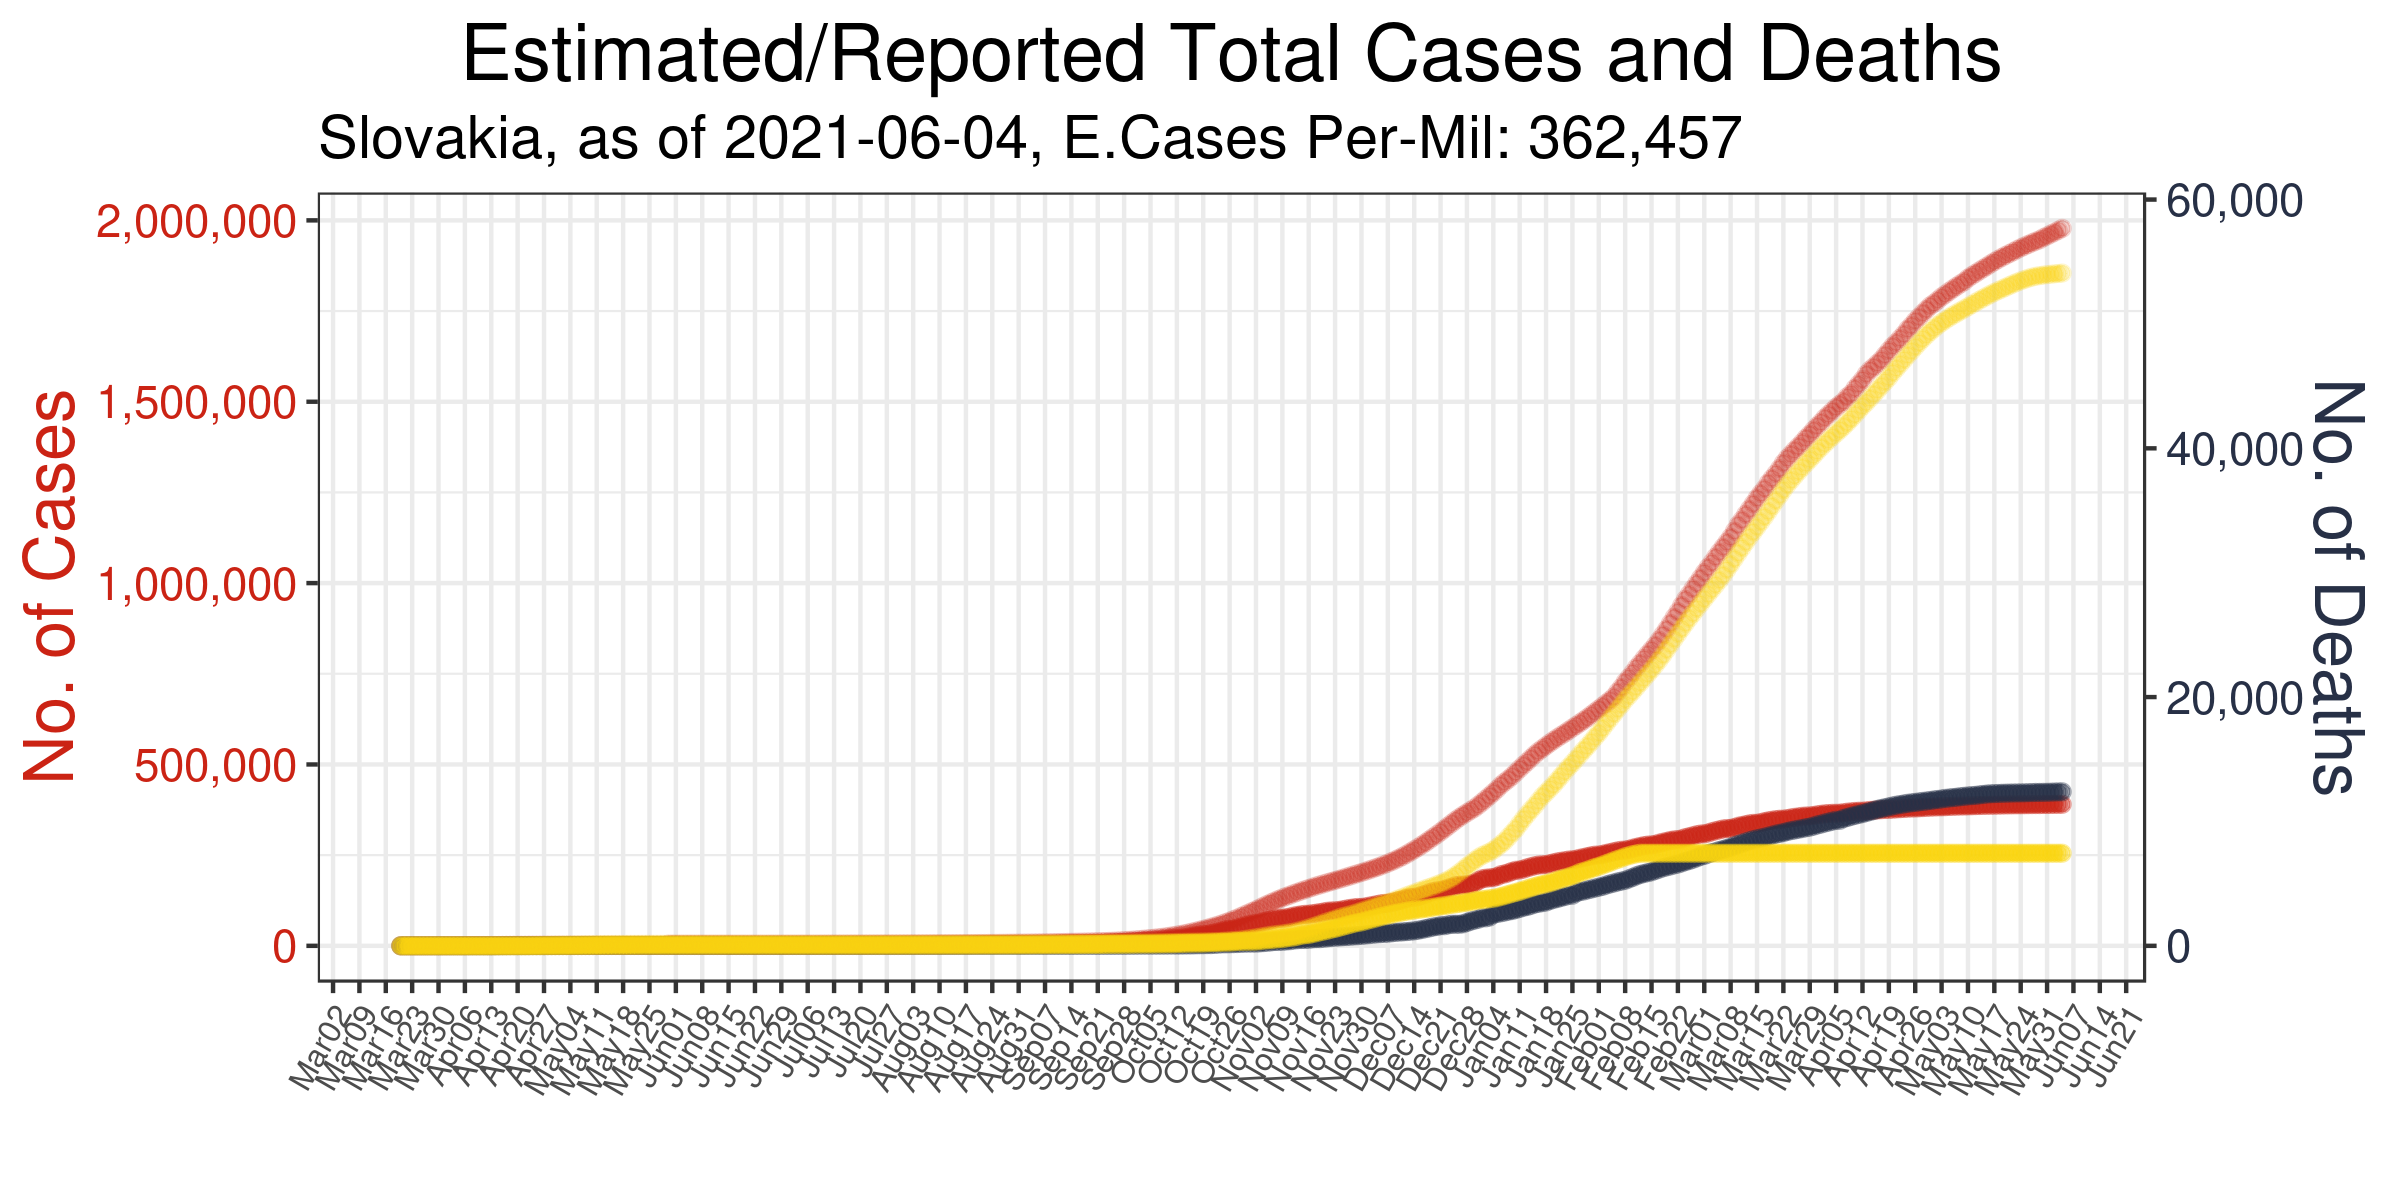 Estimated/Reported Total Cases and Deaths
Slovakia, as of 2021-06-04, E.Cases Per-Mil: 362,457
No. of Cases
2,000,000
1,500,000
1,000,000
500,000
0
60,000
40,000
20,000
0
No. of Deaths
Mar02
Mar09
Mar16
Mar23
Mar30
Apr06
Apr13
Apr20
Apr27
May04
May11
May18
May25
Jun01
Jun08
Jun15
Jun22
Jun29
Jul06
Jul13
Jul20
Jul27
Aug03
Aug10
Aug17
Aug24
Aug31
Sep07
Sep14
Sep21
Sep28
Oct05
Oct12
Oct19
Oct26
Nov02
Nov09
Nov16
Nov23
Nov30
Dec07
Dec14
Dec21
Dec28
Jan04
Jan11
Jan18
Jan25
Feb01
Feb08
Feb15
Feb22
Mar01
Mar08
Mar15
Mar22
Mar29
Apr05
Apr12
Apr19
Apr26
May03
May10
May17
May24
May31
Jun07
Jun14
Jun21